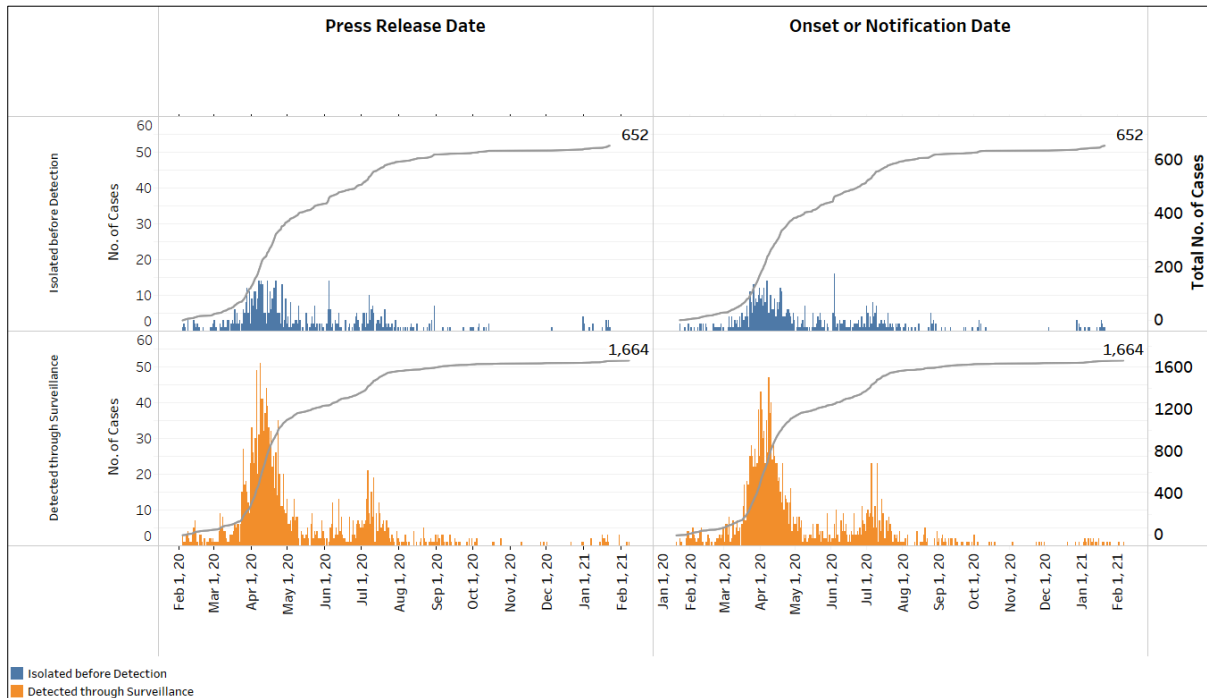 Press Release Date
Onset or Notification Date
Isolated before Detection
No. of Cases
60
50
40
30
20
10
0
652
652
600
400
200
0
Total No. of Cases
Detected through Surveillance
No. of Cases
60
50
40
30
20
10
0
1,664
1,664
1600
1200
800
400
0
Feb 1, 20
Mar 1, 20
Apr 1, 20
May 1, 20
Jun 1, 20
Jul 1, 20
Aug 1, 20
Sep 1, 20
Oct 1, 20
Nov 1, 20
Dec 1, 20
Jan 1, 21
Feb 1, 21
Jan 1, 20
Feb 1, 20
Mar 1, 20
Apr 1, 20
May 1, 20
Jun 1, 20
Jul 1, 20
Aug 1, 20
Sep 1, 20
Oct 1, 20
Nov 1, 20
Dec 1, 20
Jan 1, 21
Feb 1, 21
Isolated before Detection
Detected through Surveillance